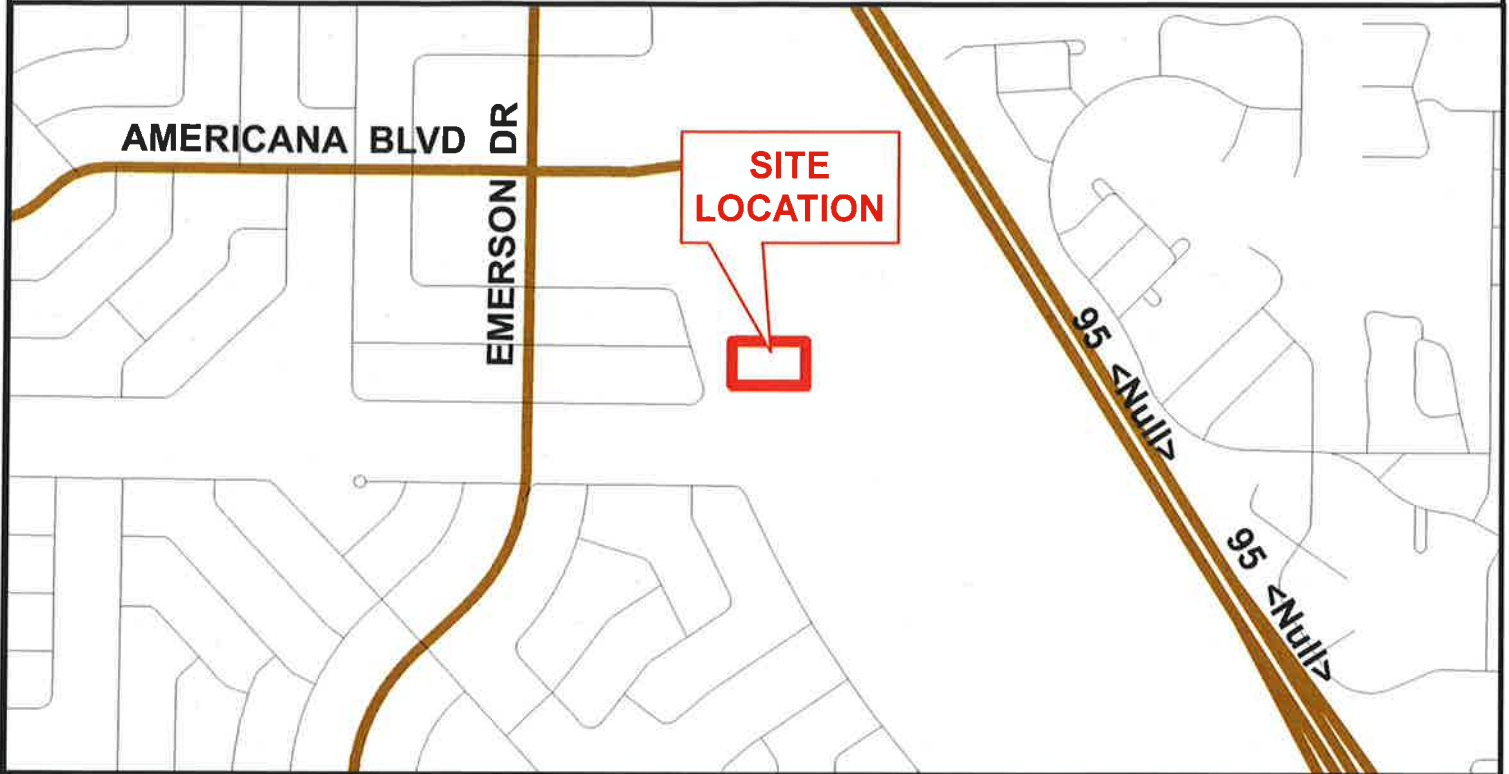 AMERICANA BLVD
EMERSON DR
SITE
LOCATION
95 <Null>
95 <Null>